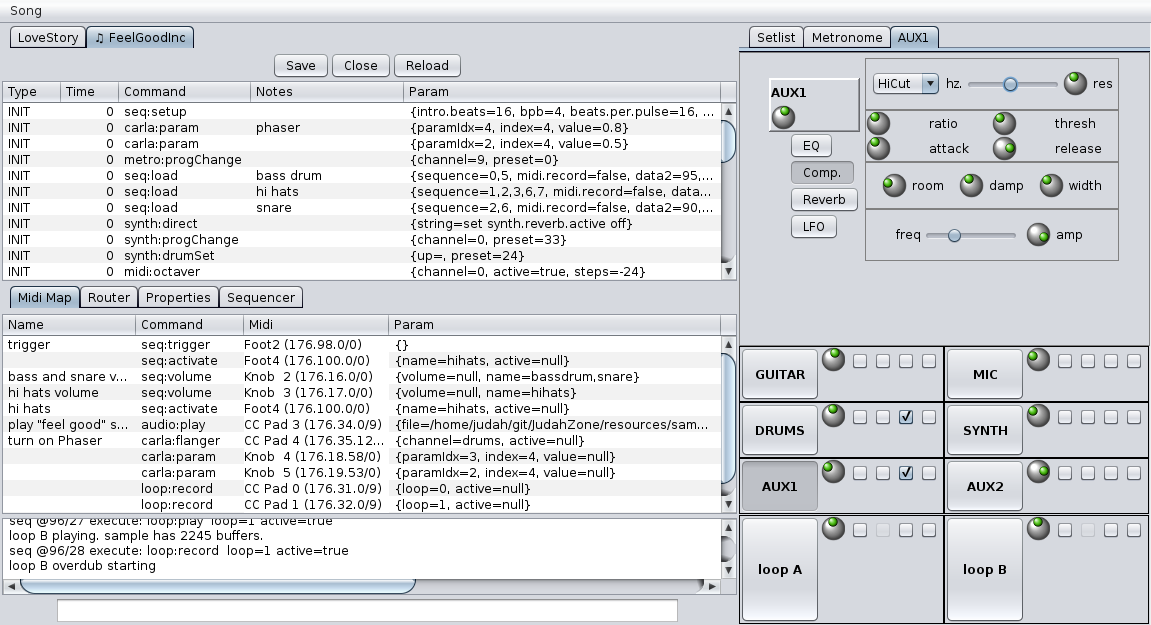 Song
LoveStory ♫ FeelGoodInc
Save Close Reload
Type Time Command Notes Param
INIT 0 seq:setup {intro.beats=16, bpb=4, beats.per.pulse=16, ...
INIT 0 carla:param phaser {paramIdx=4, index=4, value=0.8}
INIT 0 carla:param {paramIdx=2, index=4, value=0.5}
INIT 0 metro:progChange {channel=9, preset=0}
INIT 0 seq:load bass drum {sequence=0,5, midi.record=false, data2=95,...
INIT 0 seq:load hi hats {sequence=1,2,3,6,7, midi.record=false, data...
INIT 0 seq:load snare {sequence=2,6, midi.record=false, data2=90,...
INIT 0 synth:direct {string=set synth.reverb.active off}
INIT 0 synth:progChange {channel=0, preset=33}
INIT 0 synth:drumSet {up=, preset=24}
INIT 0 midi:octaver {channel=0, active=true, steps=-24}
Midi Map Router Properties Sequencer
Name Command Midi Param
trigger seq:trigger Foot2 (176.98.0/0) {}
seq:activate Foot4 (176.100.0/0) {name=hihats, active=null}
bass and snare v... seq:volume Knob 2 (176.16.0/0) {volume=null, name=bassdrum,snare}
hi hats volume seq:volume Knob 3 (176.17.0/0) {volume=null, name=hihats}
hi hats seq:activate Foot4 (176.100.0/0) {name=hihats, active=null}
play "feel good" s... audio:play CC Pad 3 (176.34.0/9) {file=/home/judah/git/JudahZone/resources/sam...
turn on Phaser carla:flanger CC Pad 4 (176.35.12... {channel=drums, active=null}
carla:param Knob 4 (176.18.58/0) {paramIdx=3, index=4, value=null}
carla:param Knob 5 (176.19.53/0) {paramIdx=2, index=4, value=null}
loop:record CC Pad 0 (176.31.0/9) {loop=0, active=null}
loop:record CC Pad 1 (176.32.0/9) {loop=1, active=null}
seq @96/27 execute: loop:play loop=1 active=true
loop B playing. sample has 2245 buffers.
seq @96/28 execute: loop:record loop=1 active=true
loop B overdub starting
Setlist Metronome AUX1
AUX1
EQ
Comp.
Reverb
LFO
HiCut hz. res
ratio thresh
attack release
room damp width
freq amp
GUITAR MIC
DRUMS SYNTH
AUX1 AUX2
loop A loop B